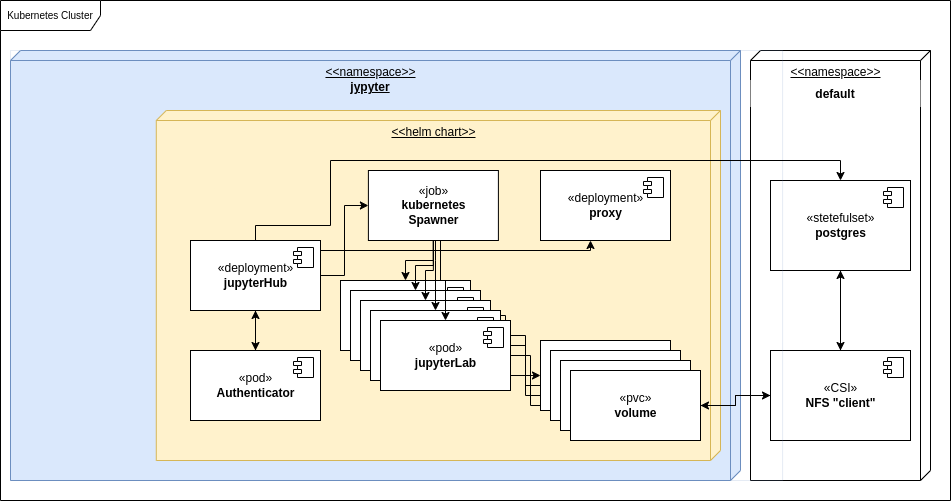 Kubernetes Cluster
<<namespace>>
jypyter
<<namespace>>
default
<<helm chart>>
«job»
kubernetes
Spawner
«deployment»
proxy
«stetefulset»
postgres
«deployment»
jupyterHub
«pod»
jupyterLab
«pod»
Authenticator
«pvc»
volume
«CSI»
NFS "client"